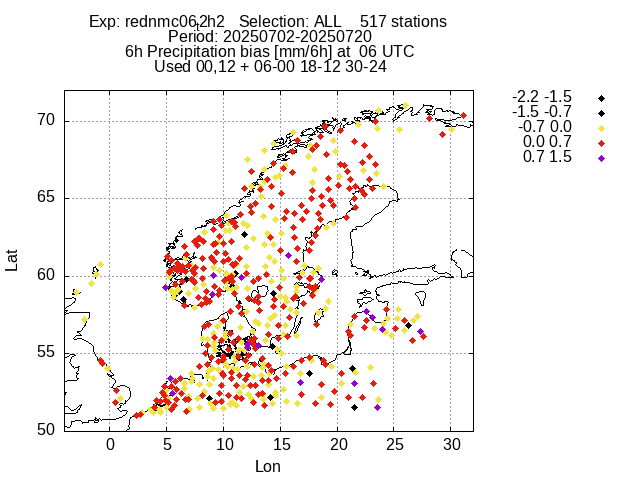 Exp: rednmc06t2h2   Selection: ALL    517 stations
Period: 20250702-20250720
6h Precipitation bias [mm/6h] at  06 UTC
Used 00,12 + 06-00 18-12 30-24
-2.2 -1.5
-1.5 -0.7
-0.7 0.0
0.0 0.7
0.7 1.5
70
65
60
55
50
Lat
0 5 10 15 20 25 30
Lon